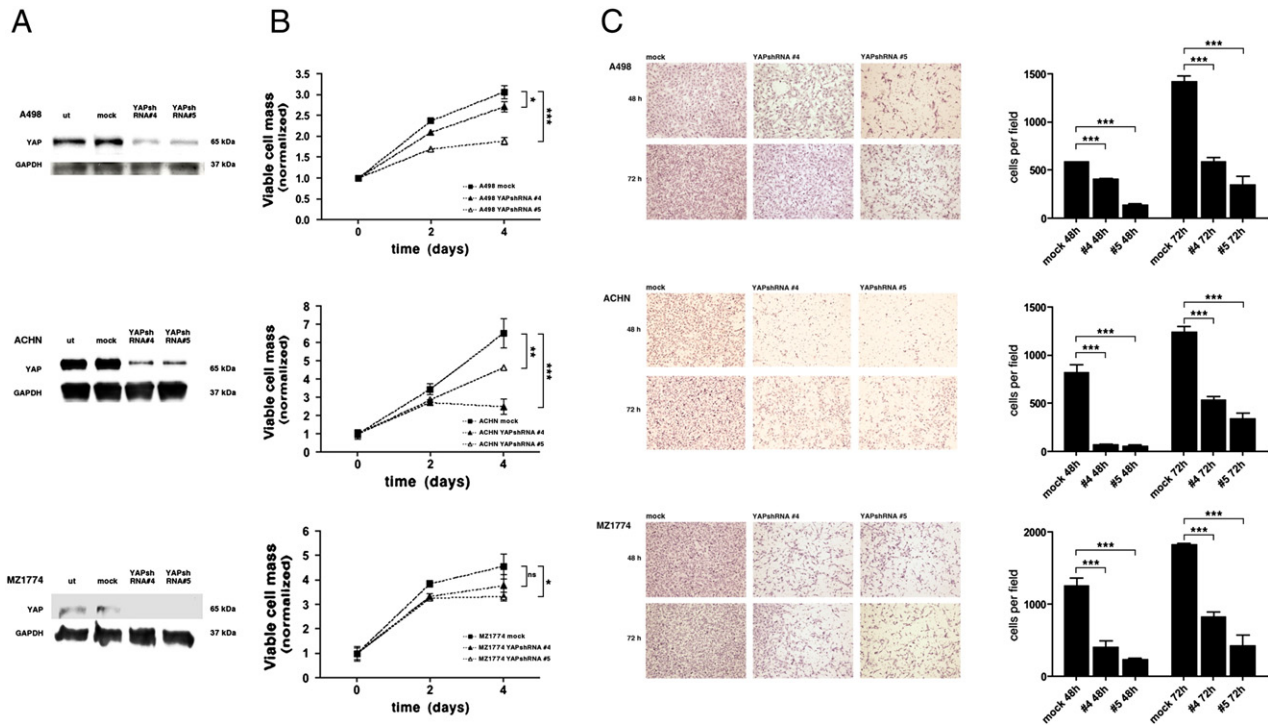 A
B
C
A498
ut
mock
YAPsh
RNA#4
YAPsh
RNA#5
YAP
65 kDa
GAPDH
37 kDa
Viable cell mass
(normalized)
3.5
3.0
2.5
2.0
1.5
1.0
0.5
0.0
*
***
A498 mock
A498 YAPshRNA #4
A498 YAPshRNA #5
0
2
4
time (days)
mock
YAPshRNA #4
YAPshRNA #5
A498
48 h
72 h
cells per field
1500
1000
500
0
***
***
***
***
mock 48h
#4 48h
#5 48h
mock 72h
#4 72h
#5 72h
ACHN
ut
mock
YAPsh
RNA#4
YAPsh
RNA#5
YAP
65 kDa
GAPDH
37 kDa
Viable cell mass
(normalized)
8
7
6
5
4
3
2
1
0
**
***
ACHN mock
ACHN YAPshRNA #4
ACHN YAPshRNA #5
0
2
4
time (days)
mock
YAPshRNA #4
YAPshRNA #5
ACHN
48 h
72 h
cells per field
1500
1000
500
0
***
***
***
***
mock 48h
#4 48h
#5 48h
mock 72h
#4 72h
#5 72h
MZ1774
ut
mock
YAPsh
RNA#4
YAPsh
RNA#5
YAP
65 kDa
GAPDH
37 kDa
Viable cell mass
(normalized)
6
5
4
3
2
1
0
ns
*
MZ1774 mock
MZ1774 YAPshRNA #4
MZ1774 YAPshRNA #5
0
2
4
time (days)
mock
YAPshRNA #4
YAPshRNA #5
MZ1774
48 h
72 h
cells per field
2000
1000
0
***
***
***
***
mock 48h
#4 48h
#5 48h
mock 72h
#4 72h
#5 72h